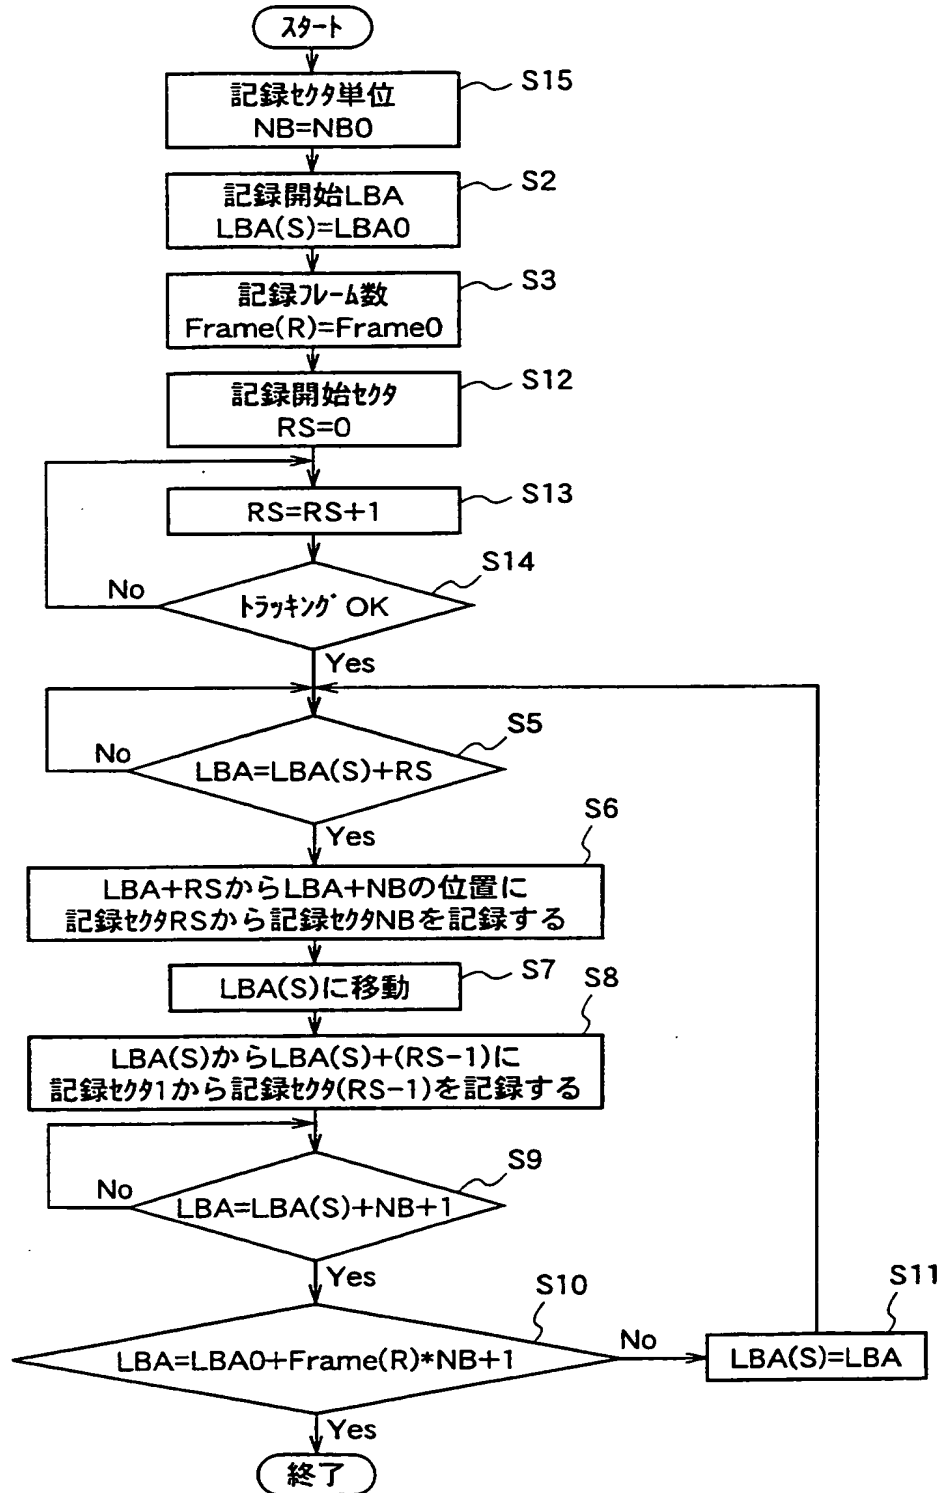 スタート
記録セクタ単位
NB=NB0
S15
記録開始LBA
LBA(S)=LBA0
S2
記録フレーム数
Frame(R)=Frame0
S3
記録開始セクタ
RS=0
S12
RS=RS+1
S13
トラッキングOK
S14
No
Yes
LBA=LBA(S)+RS
S5
No
Yes
LBA+RSからLBA+NBの位置に
記録セクタRSから記録セクタNBを記録する
S6
LBA(S)に移動
S7
LBA(S)からLBA(S)+(RS-1)に
記録セクタ1から記録セクタ(RS-1)を記録する
S8
LBA=LBA(S)+NB+1
S9
No
Yes
LBA=LBA0+Frame(R)*NB+1
S10
No
LBA(S)=LBA
S11
Yes
終了